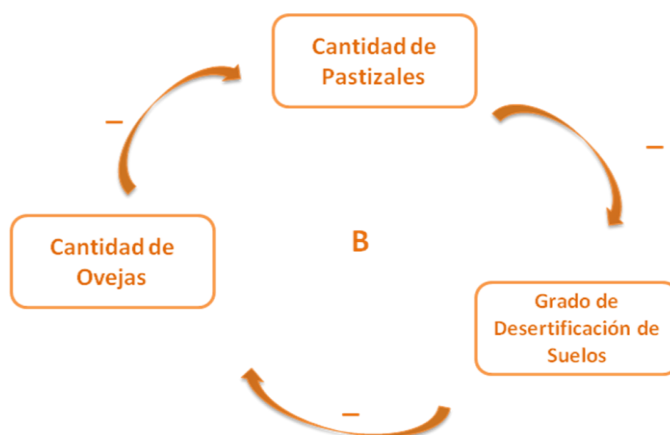 Cantidad de
Pastizales
–
–
Cantidad de
Ovejas
B
Grado de
Desertificación de
Suelos
–